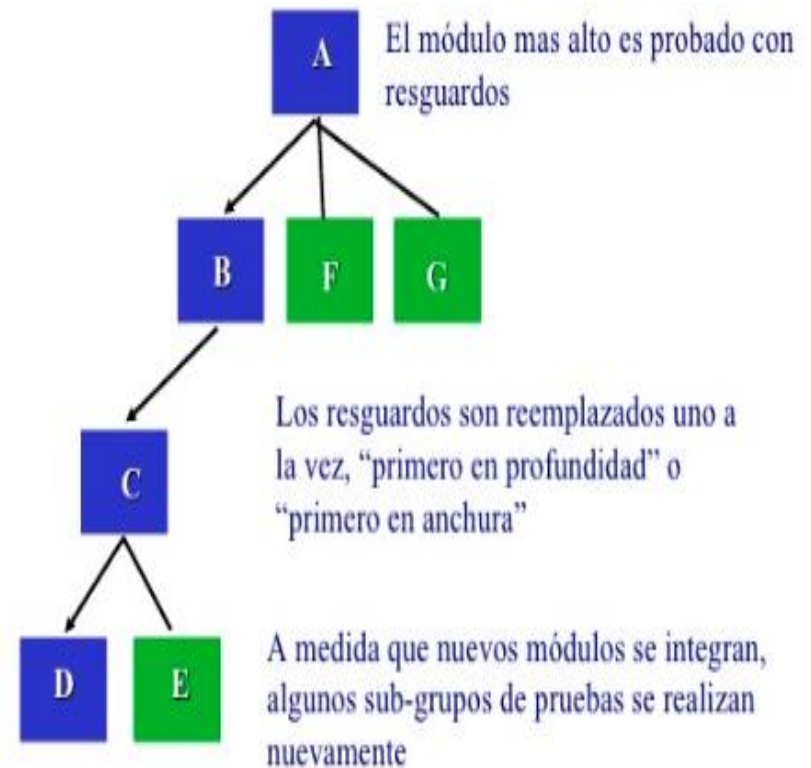 A
El módulo mas alto es probado con
resguardos
B
F
G
Los resguardos son reemplazados uno a
la vez, “primero en profundidad” o
“primero en anchura”
C
D
E
A medida que nuevos módulos se integran,
algunos sub-grupos de pruebas se realizan
nuevamente